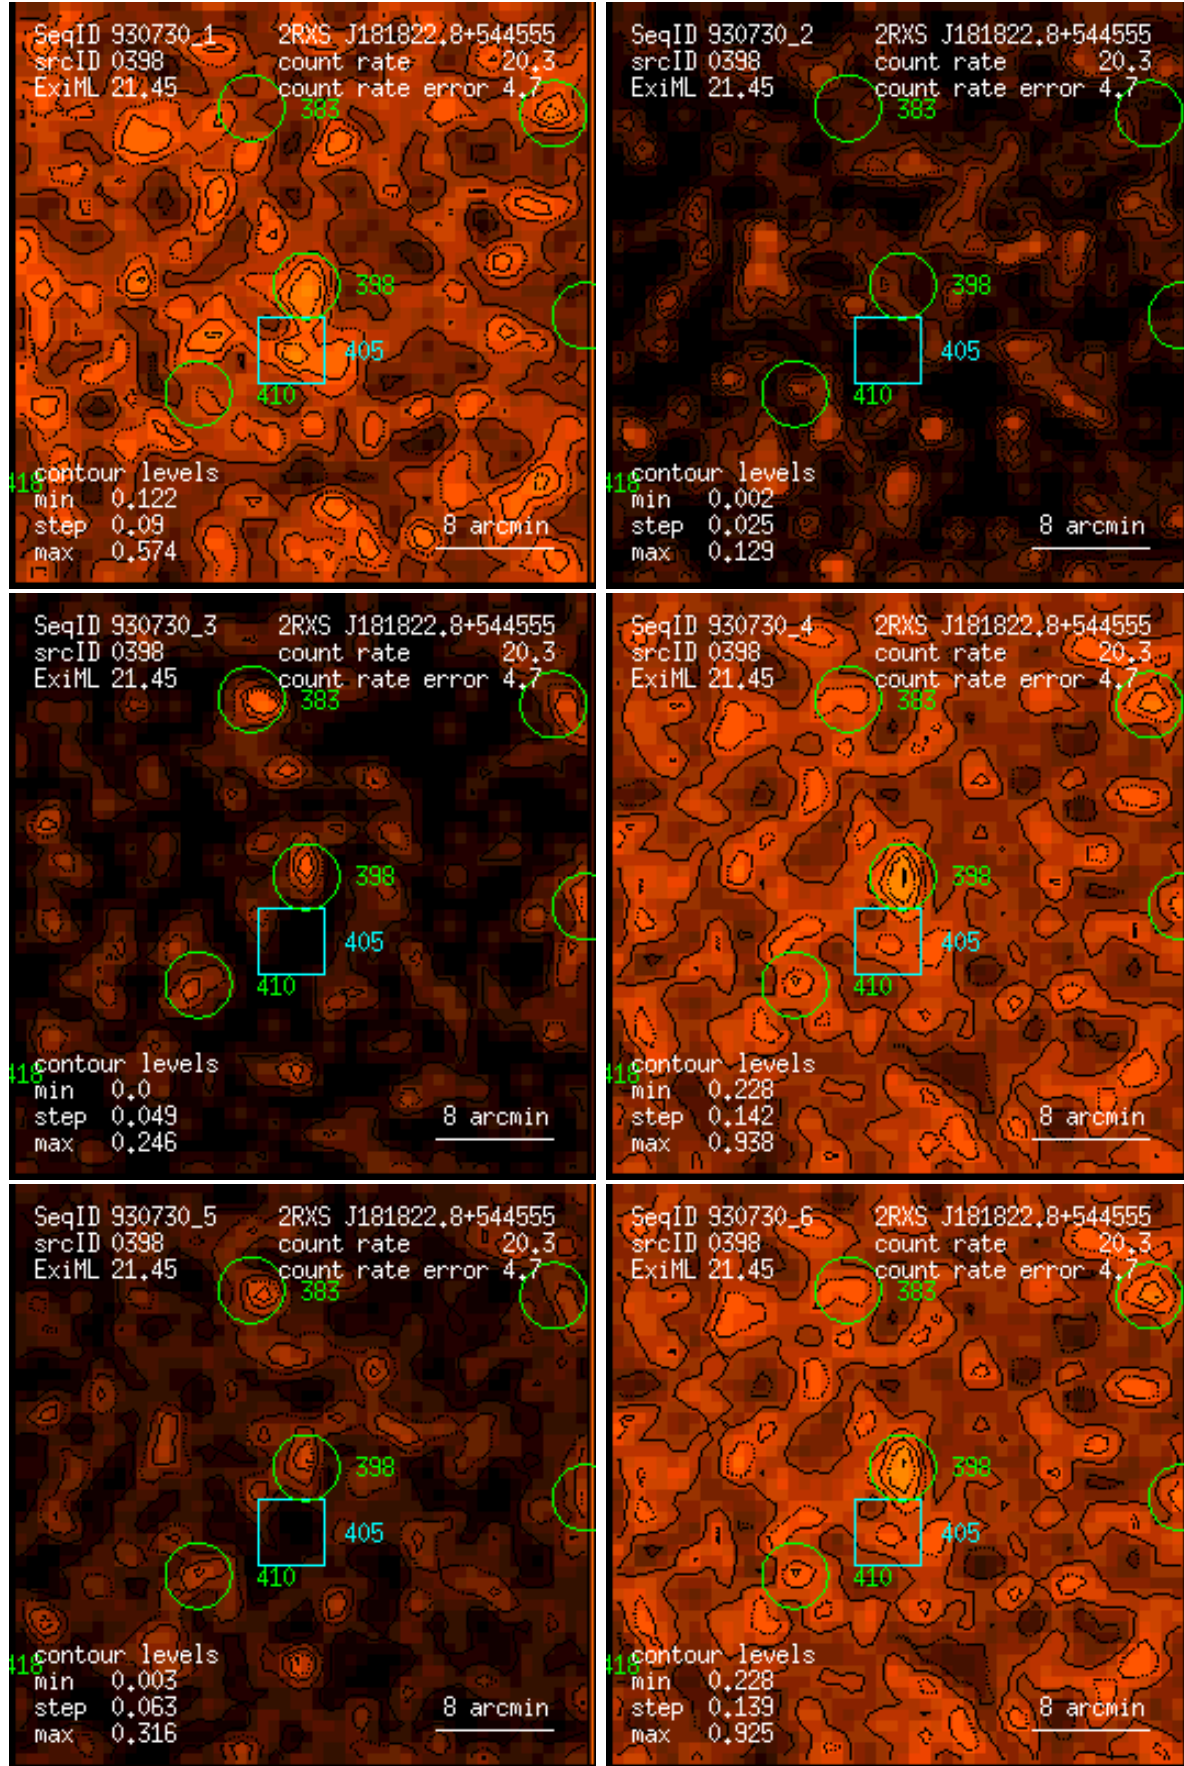 SeqID 930730_1 2RXS J181822.8+544555
srcID 0398 count rate 20.3
ExiML 21.45 count rate error 4.7
383
398
405
410
418
contour levels
min 0.122
step 0.09
max 0.574
8 arcmin
SeqID 930730_2 2RXS J181822.8+544555
srcID 0398 count rate 20.3
ExiML 21.45 count rate error 4.7
383
398
405
410
418
contour levels
min 0.002
step 0.025
max 0.129
8 arcmin
SeqID 930730_3 2RXS J181822.8+544555
srcID 0398 count rate 20.3
ExiML 21.45 count rate error 4.7
383
398
405
410
418
contour levels
min 0.0
step 0.049
max 0.246
8 arcmin
SeqID 930730_4 2RXS J181822.8+544555
srcID 0398 count rate 20.3
ExiML 21.45 count rate error 4.7
383
398
405
410
418
contour levels
min 0.228
step 0.142
max 0.938
8 arcmin
SeqID 930730_5 2RXS J181822.8+544555
srcID 0398 count rate 20.3
ExiML 21.45 count rate error 4.7
383
398
405
410
418
contour levels
min 0.003
step 0.063
max 0.316
8 arcmin
SeqID 930730_6 2RXS J181822.8+544555
srcID 0398 count rate 20.3
ExiML 21.45 count rate error 4.7
383
398
405
410
418
contour levels
min 0.228
step 0.139
max 0.925
8 arcmin